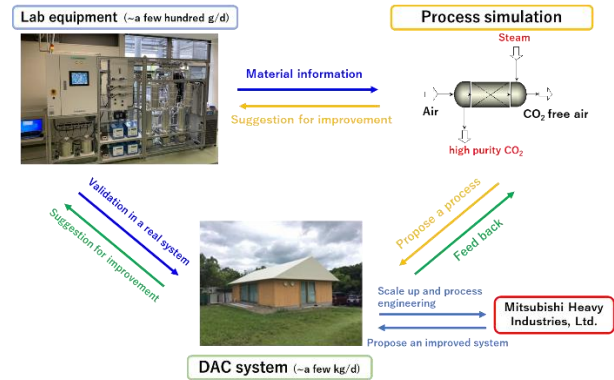 Lab equipment (~a few hundred g/d)
Process simulation
Steam
Material information
Suggestion for improvement
Air
CO2 free air
high purity CO2
Validation in a real system
Suggestion for improvement
Propose a process
Feed back
Scale up and process
engineering
Mitsubishi Heavy
Industries, Ltd.
Propose an improved system
DAC system (~a few kg/d)